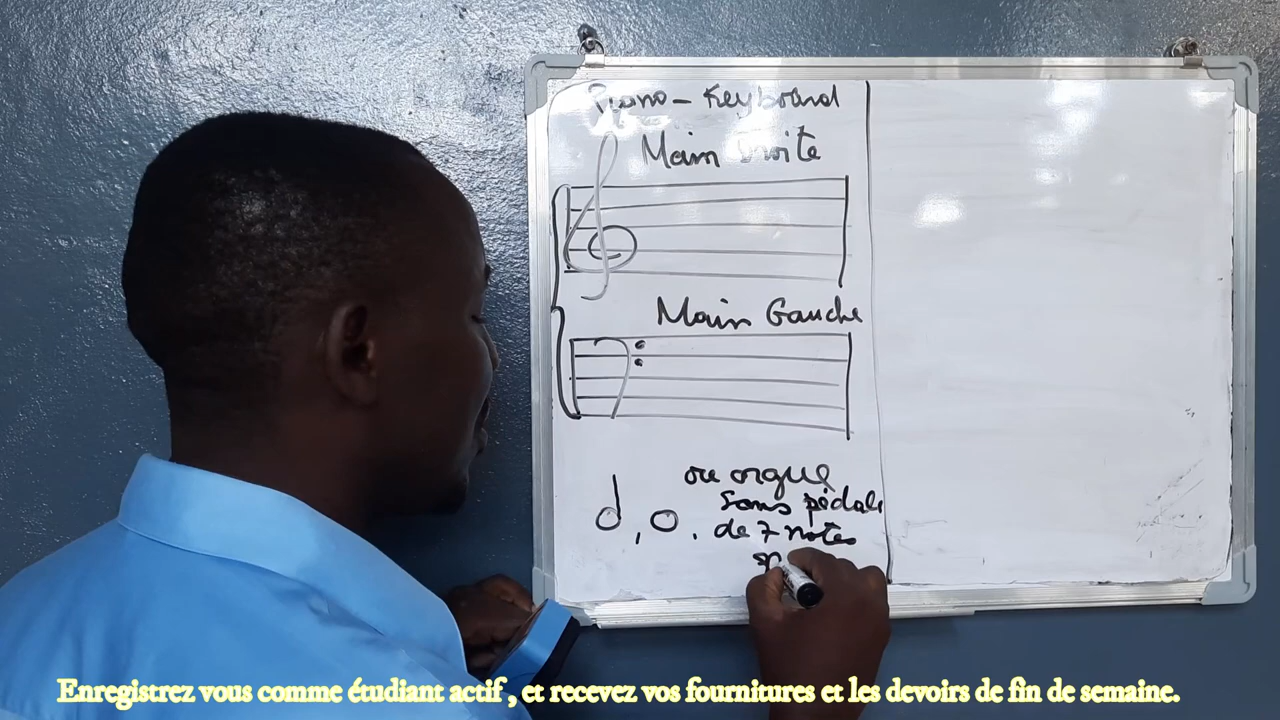 Piano - Keyboard
Main Droite
Main Gauche
ou orgue
Sans pédale
de 7 notes
Enregistrez vous comme étudiant actif , et recevez vos fournitures et les devoirs de fin de semaine.